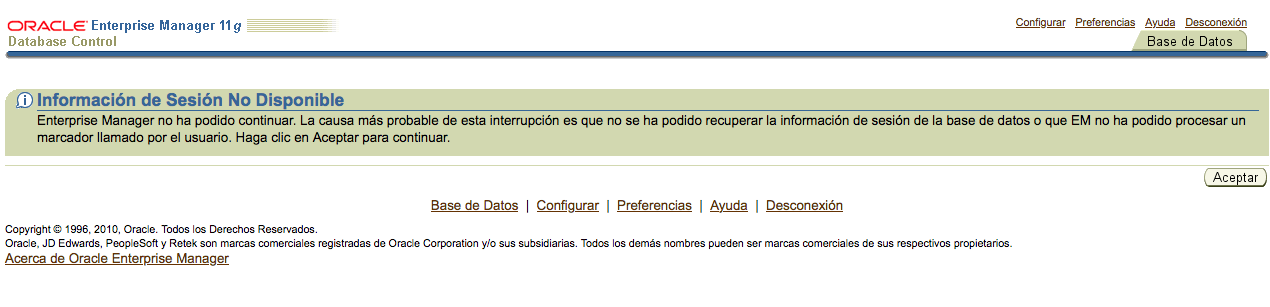 ORACLE Enterprise Manager 11g
Database Control
Configurar Preferencias Ayuda Desconexión
Base de Datos
Información de Sesión No Disponible
Enterprise Manager no ha podido continuar. La causa más probable de esta interrupción es que no se ha podido recuperar la información de sesión de la base de datos o que EM no ha podido procesar un
marcador llamado por el usuario. Haga clic en Aceptar para continuar.
Aceptar
Base de Datos | Configurar | Preferencias | Ayuda | Desconexión
Copyright © 1996, 2010, Oracle. Todos los Derechos Reservados.
Oracle, JD Edwards, PeopleSoft y Retek son marcas comerciales registradas de Oracle Corporation y/o sus subsidiarias. Todos los demás nombres pueden ser marcas comerciales de sus respectivos propietarios.
Acerca de Oracle Enterprise Manager